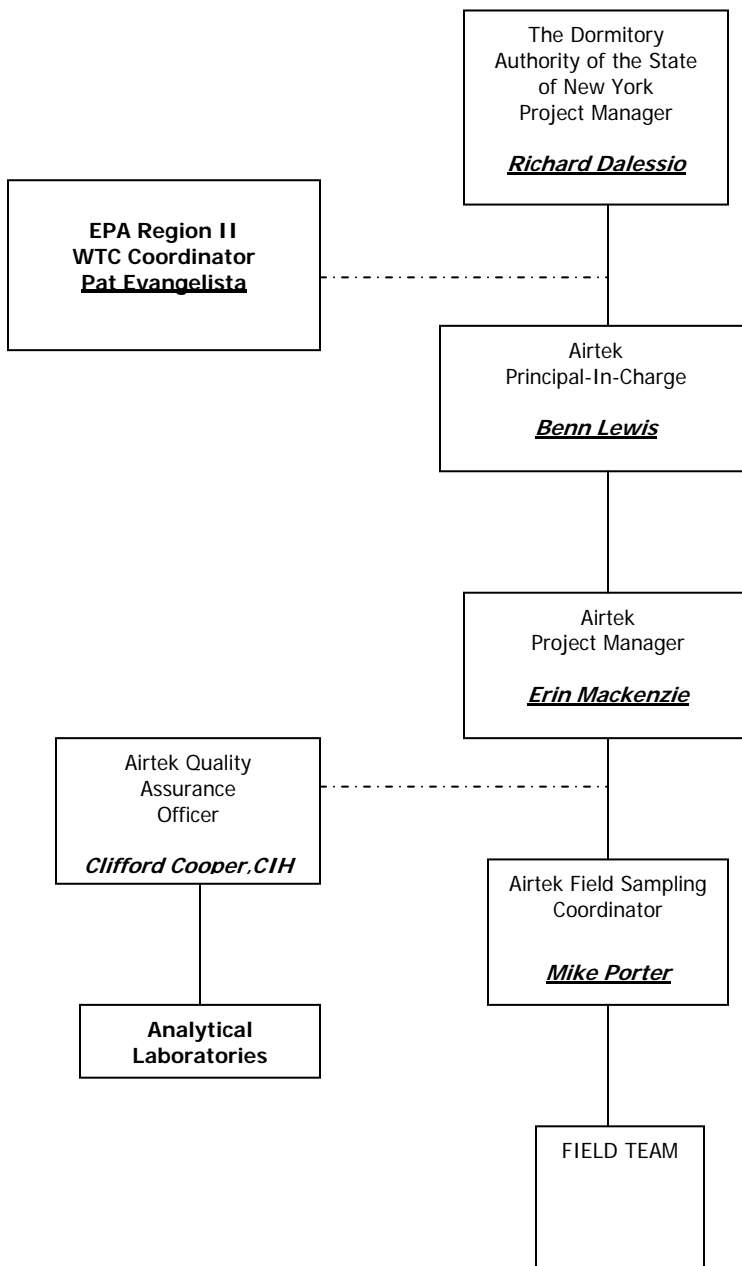 The Dormitory
Authority of the State
of New York
Project Manager
Richard Dalessio
EPA Region II
WTC Coordinator
Pat Evangelista
Airtek
Principal-In-Charge
Benn Lewis
Airtek
Project Manager
Erin Mackenzie
Airtek Quality
Assurance
Officer
Clifford Cooper,CIH
Airtek Field Sampling
Coordinator
Mike Porter
Analytical
Laboratories
FIELD TEAM